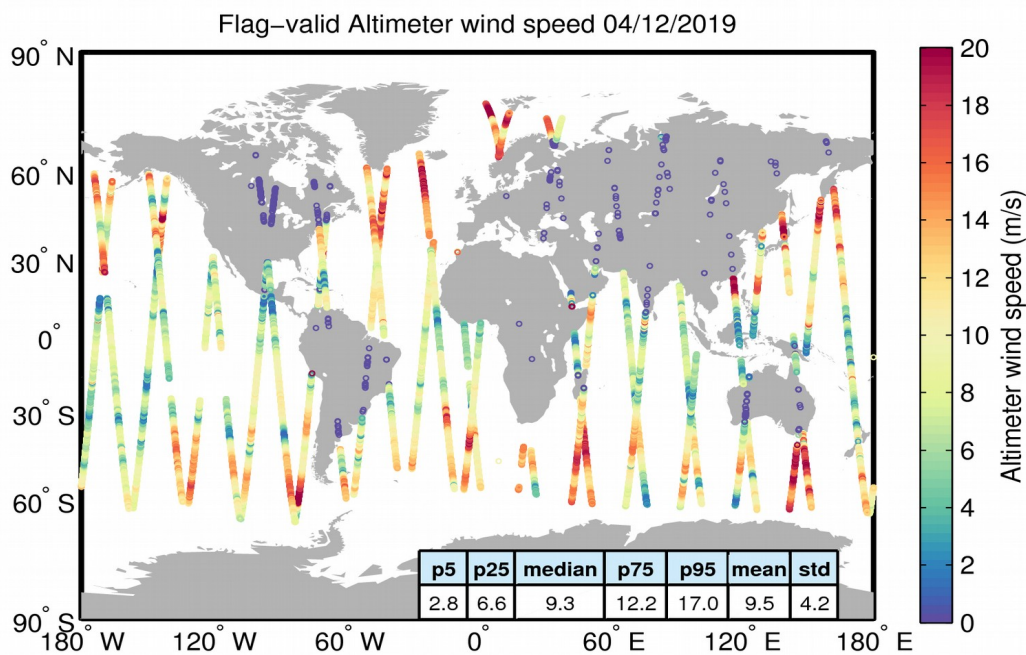 Flag−valid Altimeter wind speed 04/12/2019
90° N
60° N
30° N
0°
30° S
60° S
90° S
180° W 120° W 60° W 0° 60° E 120° E 180° E
p5 p25 median p75 p95 mean std
2.8 6.6 9.3 12.2 17.0 9.5 4.2
20
18
16
14
12
10
8
6
4
2
0
Altimeter wind speed (m/s)